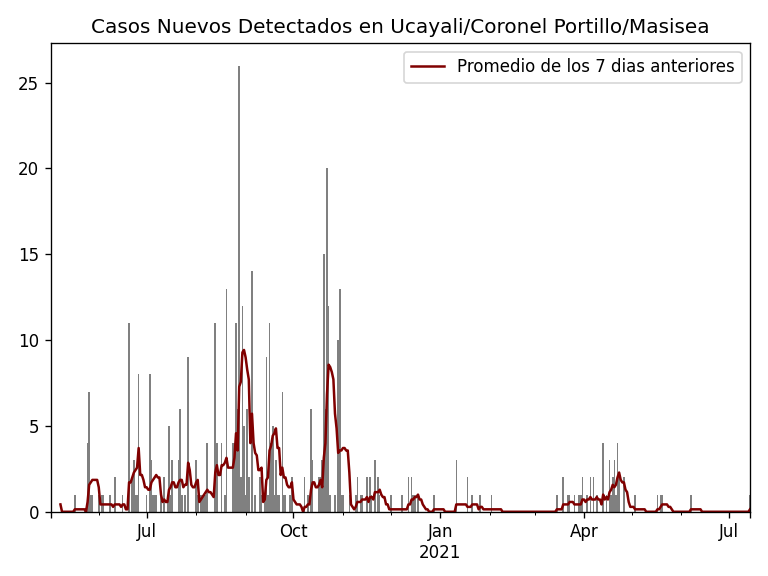 Casos Nuevos Detectados en Ucayali/Coronel Portillo/Masisea
Promedio de los 7 dias anteriores
25
20
15
10
5
0
Jul
Oct
Jan
2021
Apr
Jul